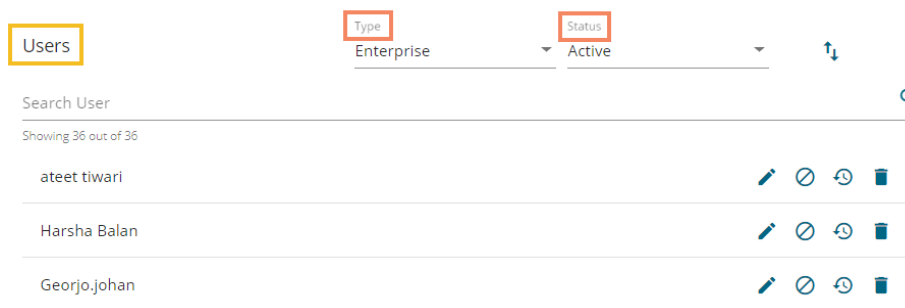 Users
Type
Enterprise
Status
Active
Search User
Showing 36 out of 36
ateet tiwari
Harsha Balan
Georjo.johan